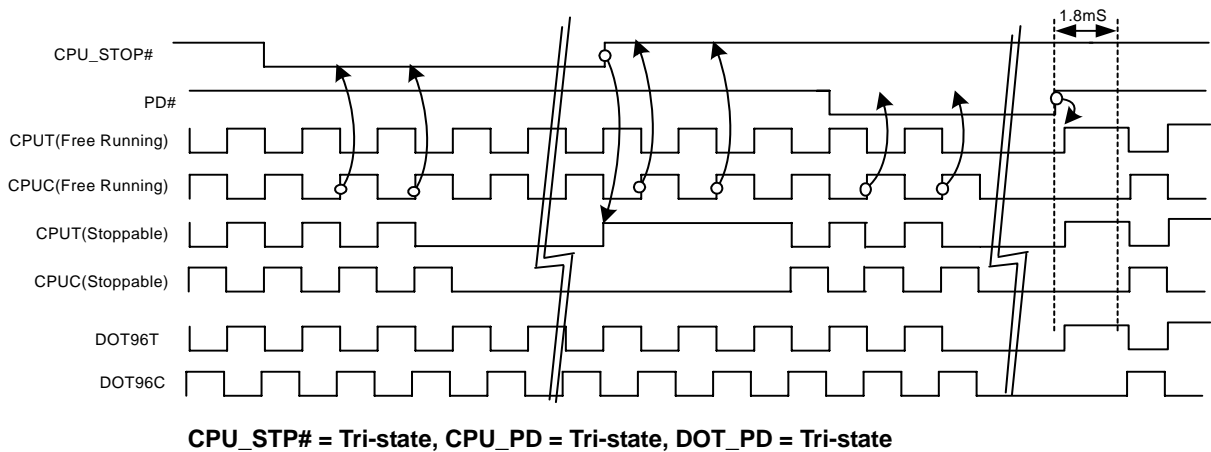 1.8mS
CPU_STOP#
PD#
CPUT(Free Running)
CPUC(Free Running)
CPUT(Stoppable)
CPUC(Stoppable)
DOT96T
DOT96C
CPU_STP# = Tri-state, CPU_PD = Tri-state, DOT_PD = Tri-state